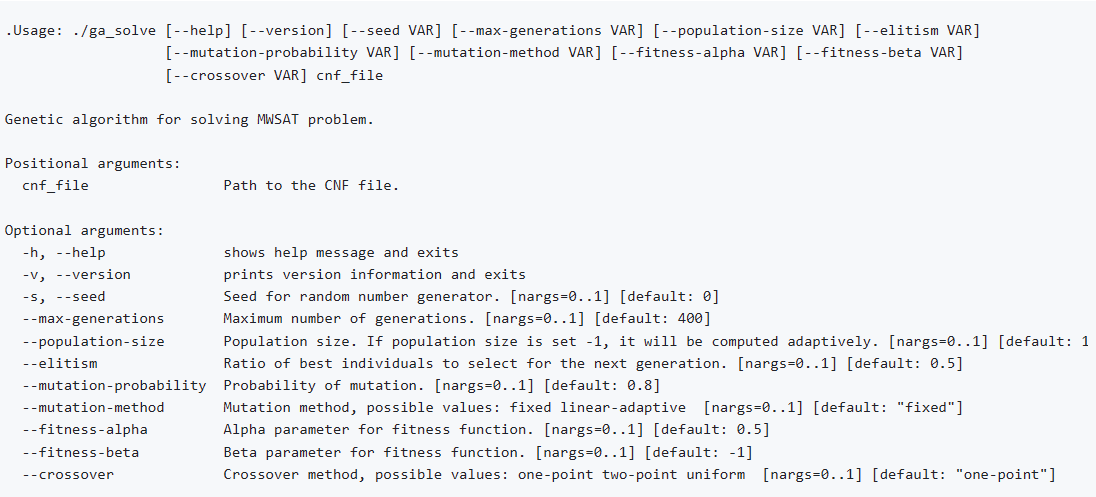 .Usage: ./ga_solve [--help] [--version] [--seed VAR] [--max-generations VAR] [--population-size VAR] [--elitism VAR]
[--mutation-probability VAR] [--mutation-method VAR] [--fitness-alpha VAR] [--fitness-beta VAR]
[--crossover VAR] cnf_file
Genetic algorithm for solving MWSAT problem.
Positional arguments:
cnf_file Path to the CNF file.
Optional arguments:
-h, --help shows help message and exits
-v, --version prints version information and exits
-s, --seed Seed for random number generator. [nargs=0..1] [default: 0]
--max-generations Maximum number of generations. [nargs=0..1] [default: 400]
--population-size Population size. If population size is set -1, it will be computed adaptively. [nargs=0..1] [default: 1
--elitism Ratio of best individuals to select for the next generation. [nargs=0..1] [default: 0.5]
--mutation-probability Probability of mutation. [nargs=0..1] [default: 0.8]
--mutation-method Mutation method, possible values: fixed linear-adaptive [nargs=0..1] [default: "fixed"]
--fitness-alpha Alpha parameter for fitness function. [nargs=0..1] [default: 0.5]
--fitness-beta Beta parameter for fitness function. [nargs=0..1] [default: -1]
--crossover Crossover method, possible values: one-point two-point uniform [nargs=0..1] [default: "one-point"]